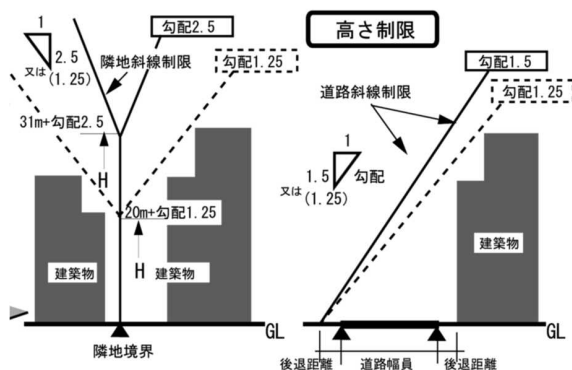 高さ制限
1
2.5
又は
(1.25)
隣地斜線制限
勾配2.5
勾配1.25
31m+勾配2.5
H
20m+勾配1.25
H
建築物
建築物
GL
隣地境界
勾配1.5
勾配1.25
道路斜線制限
1
1.5
勾配
又は
(1.25)
建築物
GL
後退距離
道路幅員
後退距離